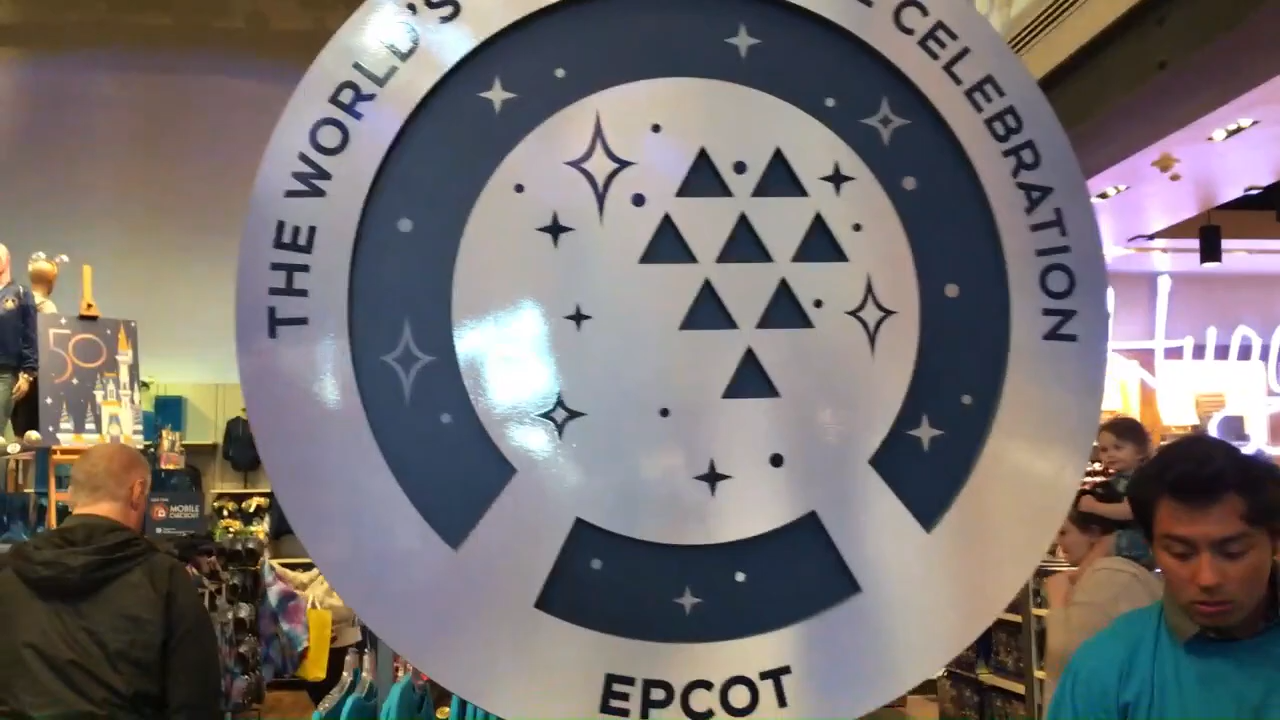 THE WORLD'S
CELEBRATION
EPCOT
50
MOBILE
CHECKOUT